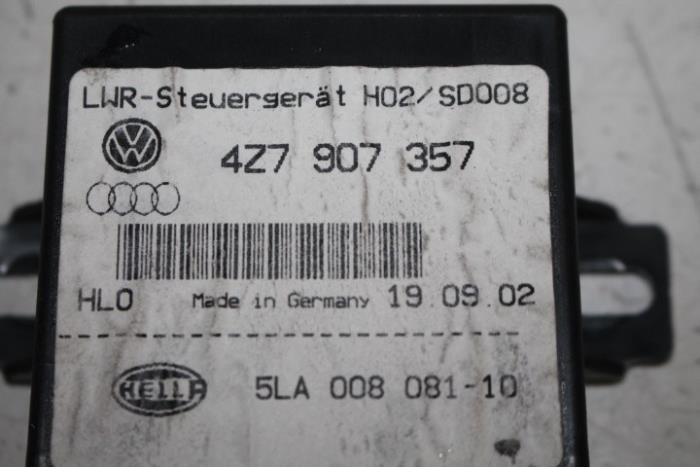 LWR-Steuergerät H02/SD008
4Z7 907 357
HLO Made in Germany 19.09.02
HELLA 5LA 008 081-10